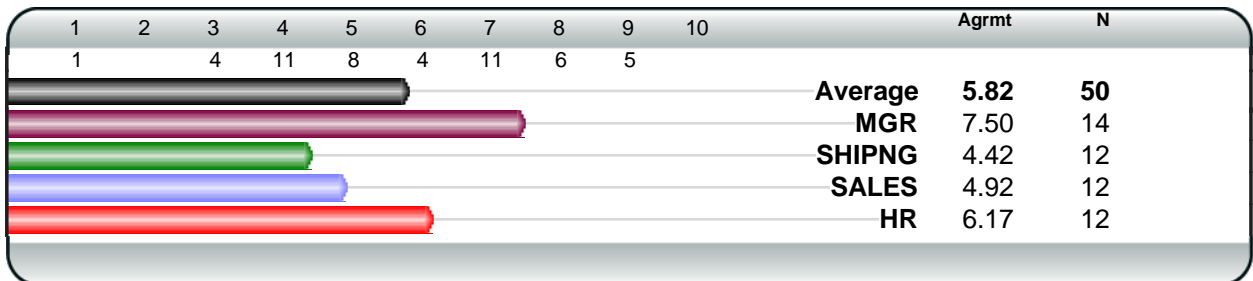 1 2 3 4 5 6 7 8 9 10 Agrmt N
1 4 11 8 4 11 6 5
Average 5.82 50
MGR 7.50 14
SHIPNG 4.42 12
SALES 4.92 12
HR 6.17 12